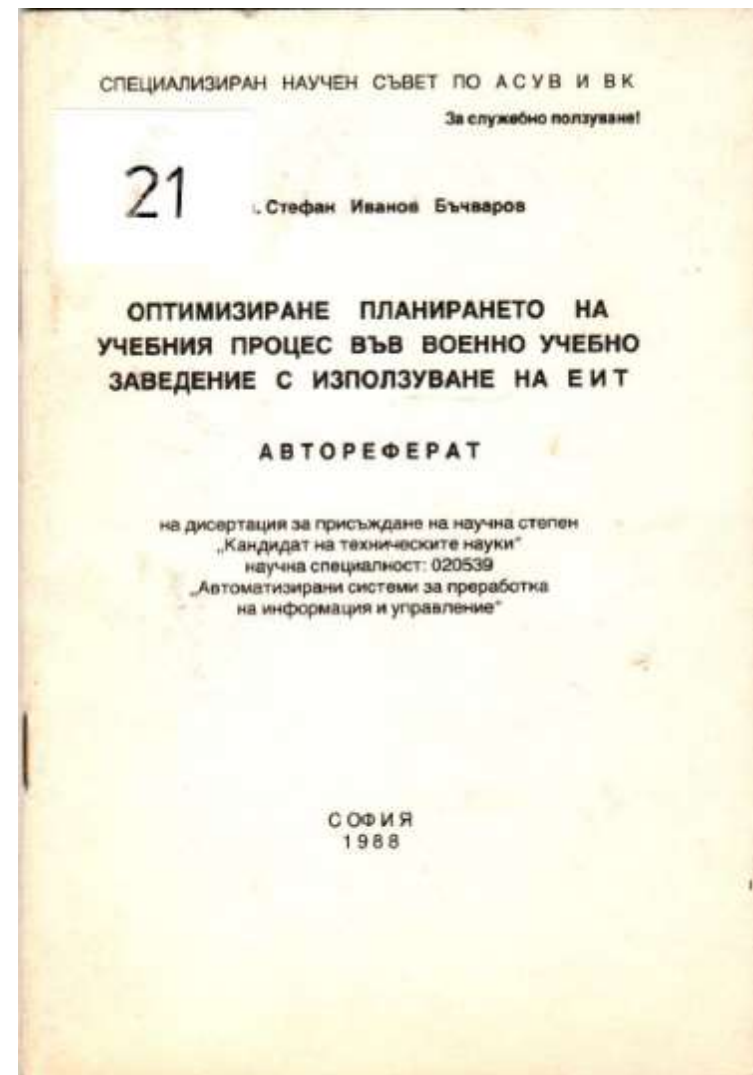 СПЕЦИАЛИЗИРАН НАУЧЕН СЪВЕТ ПО АСУВ И ВК
За служебно ползуване!
21
Стефан Иванов Бъчваров
ОПТИМИЗИРАНЕ ПЛАНИРАНЕТО НА
УЧЕБНИЯ ПРОЦЕС ВЪВ ВОЕННО УЧЕБНО
ЗАВЕДЕНИЕ С ИЗПОЛЗУВАНЕ НА ЕИТ
АВТОРЕФЕРАТ
на дисертация за присъждане на научна степен
„Кандидат на техническите науки“
научна специалност: 020539
„Автоматизирани системи за преработка
на информация и управление“
СОФИЯ
1988